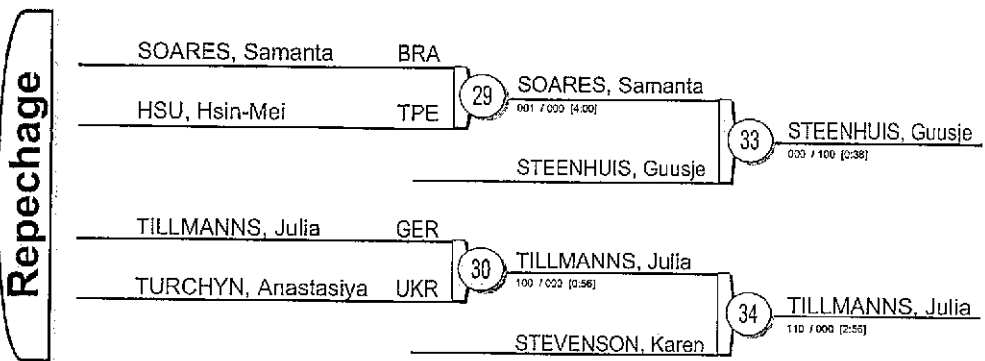 Repechage
SOARES, Samanta BRA
HSU, Hsin-Mei TPE
29
SOARES, Samanta
001 / 000 [4:00]
STEENHUIS, Guusje
33
STEENHUIS, Guusje
000 / 100 [0:38]
TILLMANNS, Julia GER
TURCHYN, Anastasiya UKR
30
TILLMANNS, Julia
100 / 000 [0:56]
STEVENSON, Karen
34
TILLMANNS, Julia
110 / 000 [2:56]